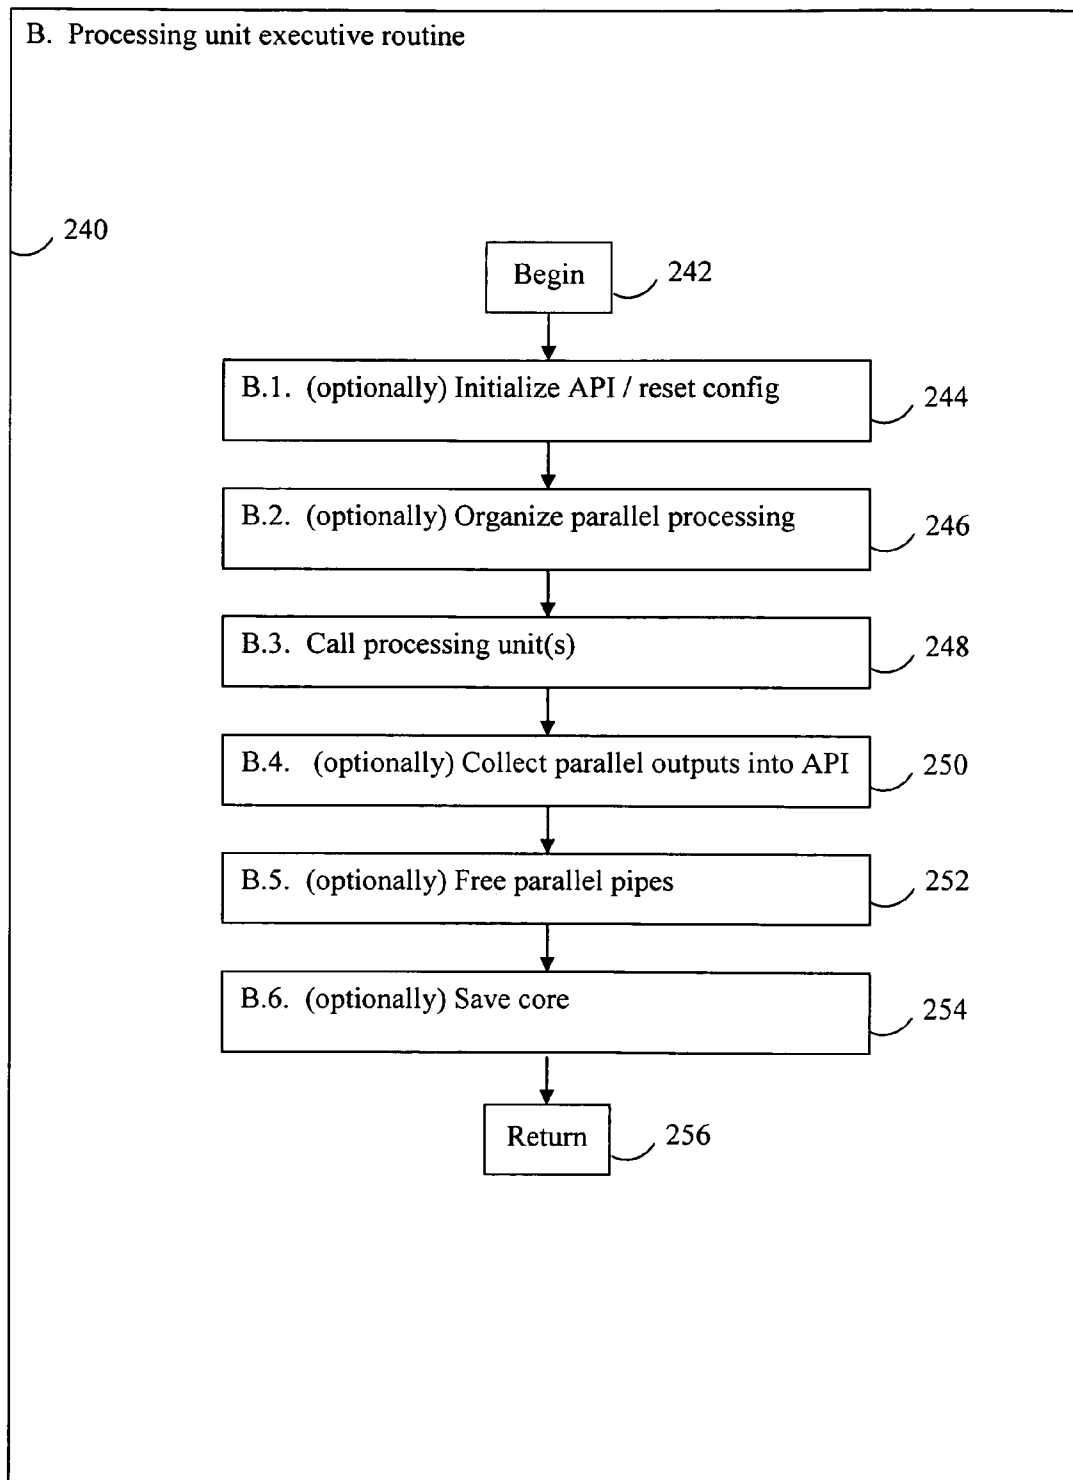 B. Processing unit executive routine
240
Begin
242
B.1. (optionally) Initialize API / reset config
244
B.2. (optionally) Organize parallel processing
246
B.3. Call processing unit(s)
248
B.4. (optionally) Collect parallel outputs into API
250
B.5. (optionally) Free parallel pipes
252
B.6. (optionally) Save core
254
Return
256